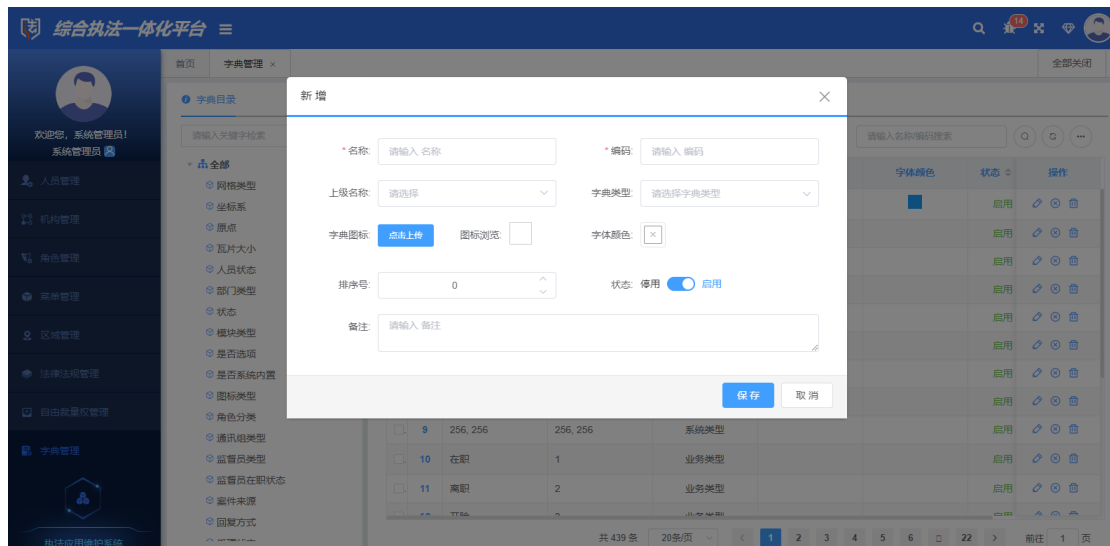 综合执法一体化平台
14
首页 字典管理 × 全部关闭
欢迎您, 系统管理员!
系统管理员
人员管理
机构管理
角色管理
菜单管理
区域管理
法律法规管理
自由裁量权管理
字典管理
执法应用维护系统
字典目录
请输入关键字检索
全部
网格类型
坐标系
原点
瓦片大小
人员状态
部门类型
状态
模块类型
是否选项
是否系统内置
图标类型
角色分类
通讯组类型
监督员类型
监督员在职状态
案件来源
回复方式
新增
*名称: 请输入 名称 *编码: 请输入 编码
上级名称: 请选择 字典类型: 请选择字典类型
字典图标: 点击上传 图标浏览: 字体颜色:
排序号: 0 状态: 停用 启用
备注: 请输入 备注
保存 取消
请输入名称/编码搜索
字体颜色 状态 操作
启用
启用
启用
启用
启用
启用
启用
启用
9 256, 256 256, 256 系统类型 启用
10 在职 1 业务类型 启用
11 离职 2 业务类型 启用
共 439 条 20条/页 < 1 2 3 4 5 6 22 > 前往 1 页